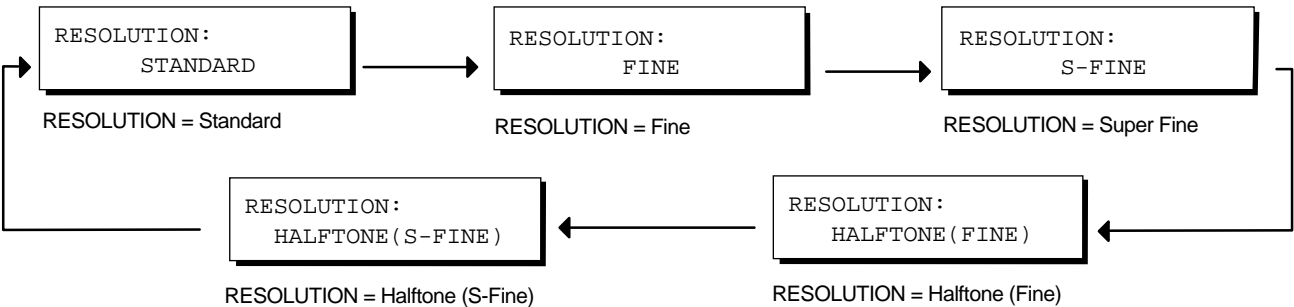 RESOLUTION:
STANDARD
RESOLUTION = Standard
RESOLUTION:
FINE
RESOLUTION = Fine
RESOLUTION:
S-FINE
RESOLUTION = Super Fine
RESOLUTION:
HALFTONE(S-FINE)
RESOLUTION = Halftone (S-Fine)
RESOLUTION:
HALFTONE(FINE)
RESOLUTION = Halftone (Fine)